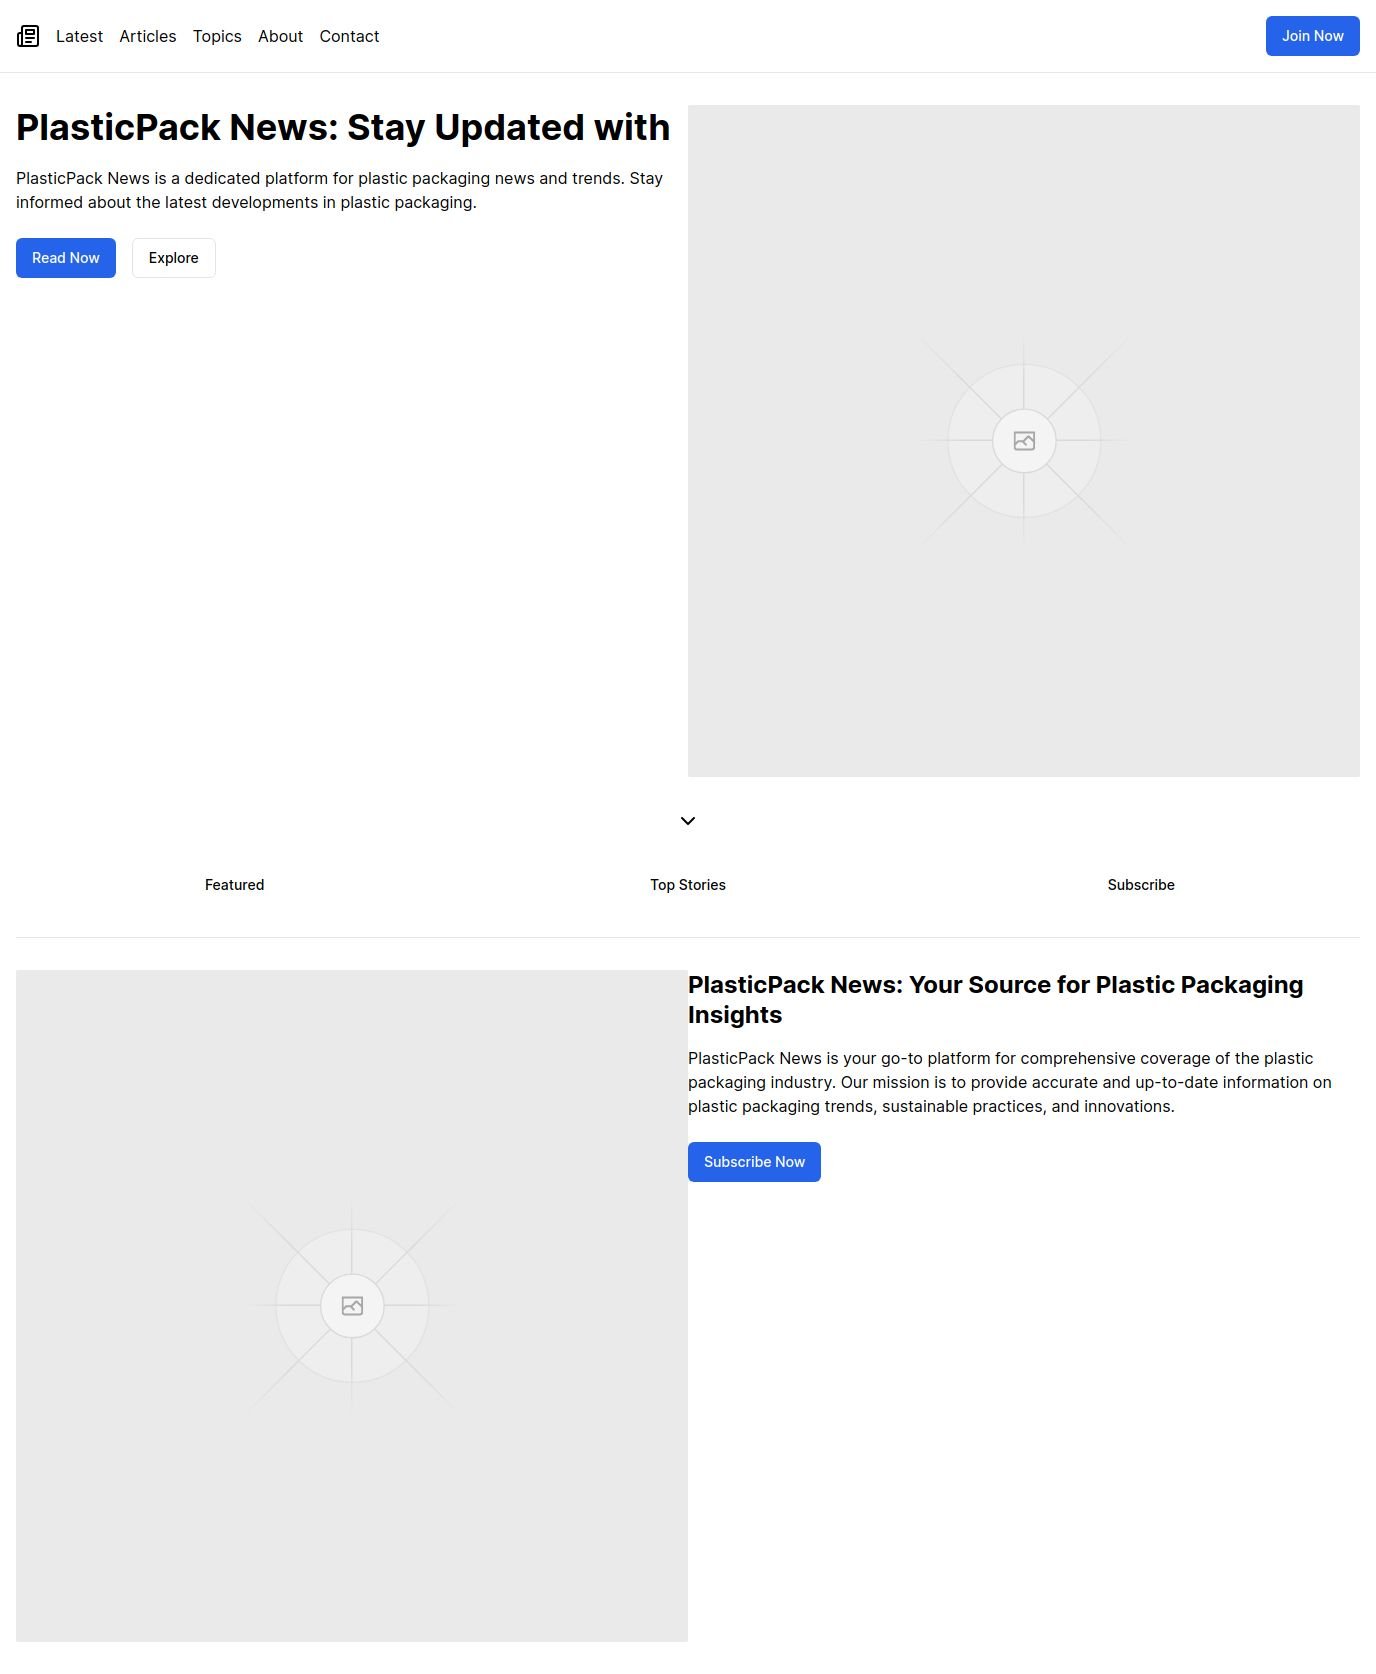 Latest Articles Topics About Contact Join Now
PlasticPack News: Stay Updated with
PlasticPack News is a dedicated platform for plastic packaging news and trends. Stay
informed about the latest developments in plastic packaging.
Read Now Explore
Featured Top Stories Subscribe
PlasticPack News: Your Source for Plastic Packaging
Insights
PlasticPack News is your go-to platform for comprehensive coverage of the plastic
packaging industry. Our mission is to provide accurate and up-to-date information on
plastic packaging trends, sustainable practices, and innovations.
Subscribe Now